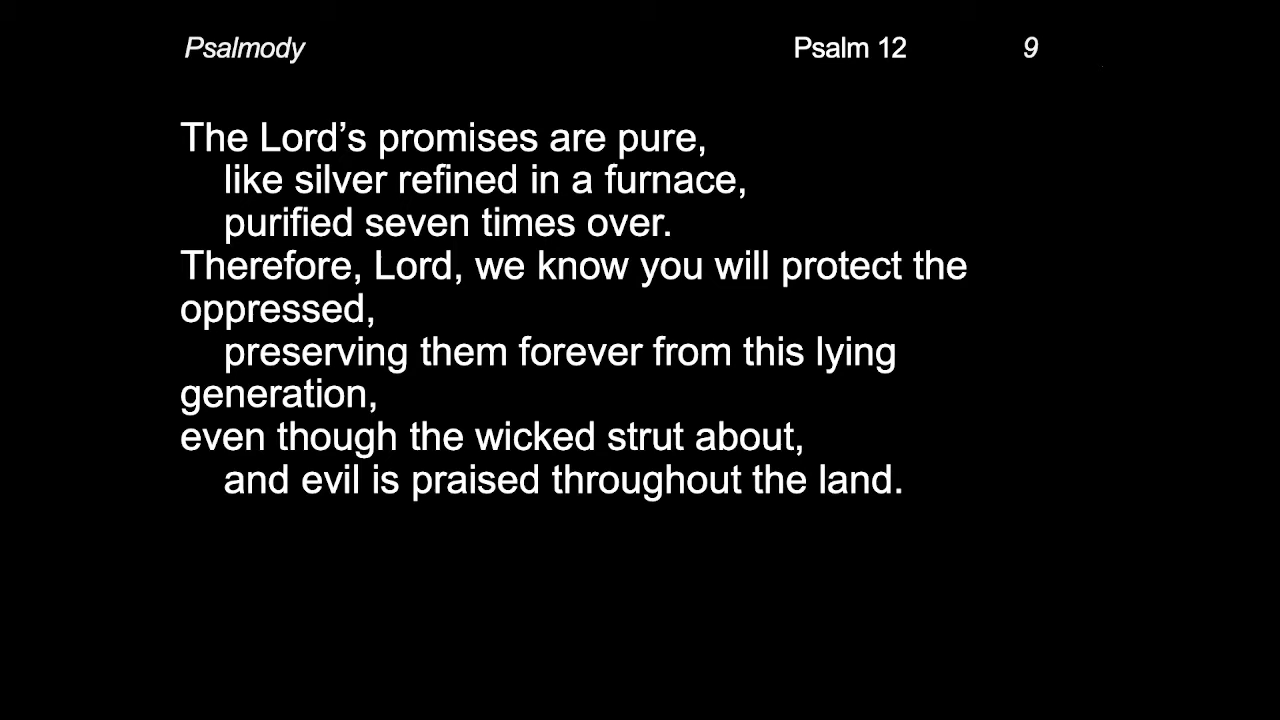 Psalmody Psalm 12 9
The Lord’s promises are pure,
like silver refined in a furnace,
purified seven times over.
Therefore, Lord, we know you will protect the
oppressed,
preserving them forever from this lying
generation,
even though the wicked strut about,
and evil is praised throughout the land.